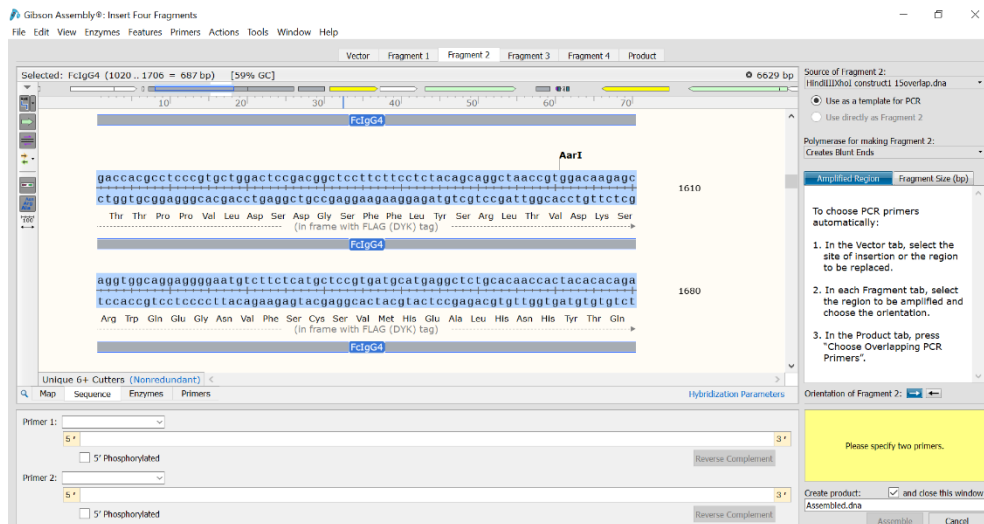 Gibson Assembly®: Insert Four Fragments
File Edit View Enzymes Features Primers Actions Tools Window Help
Vector Fragment 1 Fragment 2 Fragment 3 Fragment 4 Product
Selected: FcIgG4 (1020 .. 1706 = 687 bp) [59% GC] 6629 bp
10' 20' 30' 40' 50' 60' 70'
FcIgG4
AarI
gaccacgcctcccgtgctggactccgacggctccttcttcctctacagcaggctaaccgtggacaagagc
ctggtgcggagggcacgacctgaggctgccgaggaagaaggagatgtcgtccgattggcacctgttctcg
1610
Thr Thr Pro Pro Val Leu Asp Ser Asp Gly Ser Phe Phe Leu Tyr Ser Arg Leu Thr Val Asp Lys Ser
(in frame with FLAG (DYK) tag)
FcIgG4
aggtggcaggaggggaatgtcttctcatgctccgtgatgcatgaggctctgcacaaccactacacacaga
tccaccgtcctccccttacagaagagtacgaggcactacgtactccgagacgtgttggtgatgtgtgtct
1680
Arg Trp Gln Glu Gly Asn Val Phe Ser Cys Ser Val Met His Glu Ala Leu His Asn His Tyr Thr Gln
(in frame with FLAG (DYK) tag)
FcIgG4
Unique 6+ Cutters (Nonredundant)
Map Sequence Enzymes Primers Hybridization Parameters
Primer 1:
5' 3'
5' Phosphorylated Reverse Complement
Primer 2:
5' 3'
5' Phosphorylated Reverse Complement
Source of Fragment 2:
HindIIIXhoI construct1 15overlap.dna
Use as a template for PCR
Use directly as Fragment 2
Polymerase for making Fragment 2:
Creates Blunt Ends
Amplified Region Fragment Size (bp)
To choose PCR primers
automatically:
1. In the Vector tab, select the
site of insertion or the region
to be replaced.
2. In each Fragment tab, select
the region to be amplified and
choose the orientation.
3. In the Product tab, press
"Choose Overlapping PCR
Primers".
Orientation of Fragment 2:
Please specify two primers.
Create product: and close this window
Assembled.dna
Assemble Cancel